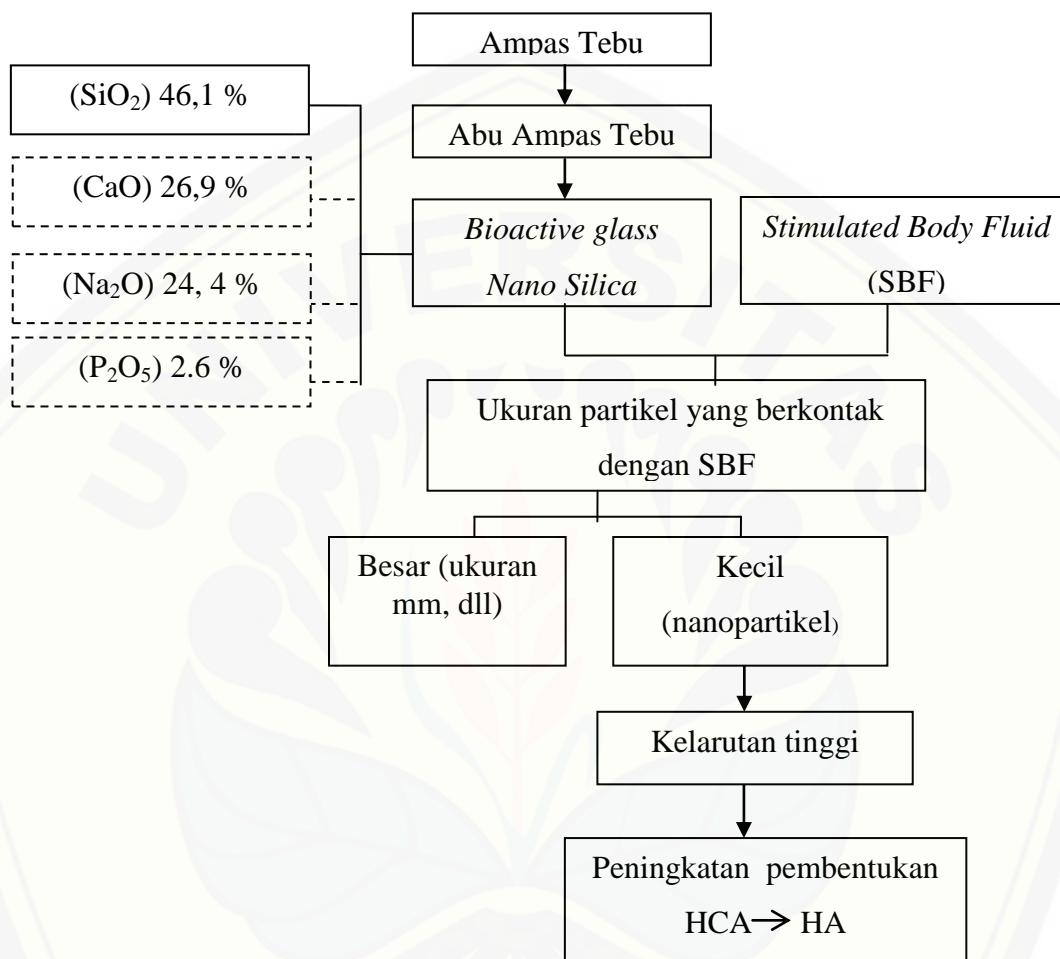 Ampas Tebu
(SiO₂) 46,1 %
Abu Ampas Tebu
(CaO) 26,9 %
Bioactive glass
Nano Silica
Stimulated Body Fluid
(SBF)
(Na₂O) 24, 4 %
(P₂O₅) 2.6 %
Ukuran partikel yang berkontak
dengan SBF
Besar (ukuran
mm, dll)
Kecil
(nanopartikel)
Kelarutan tinggi
Peningkatan pembentukan
HCA→ HA
UNIVERSITAS